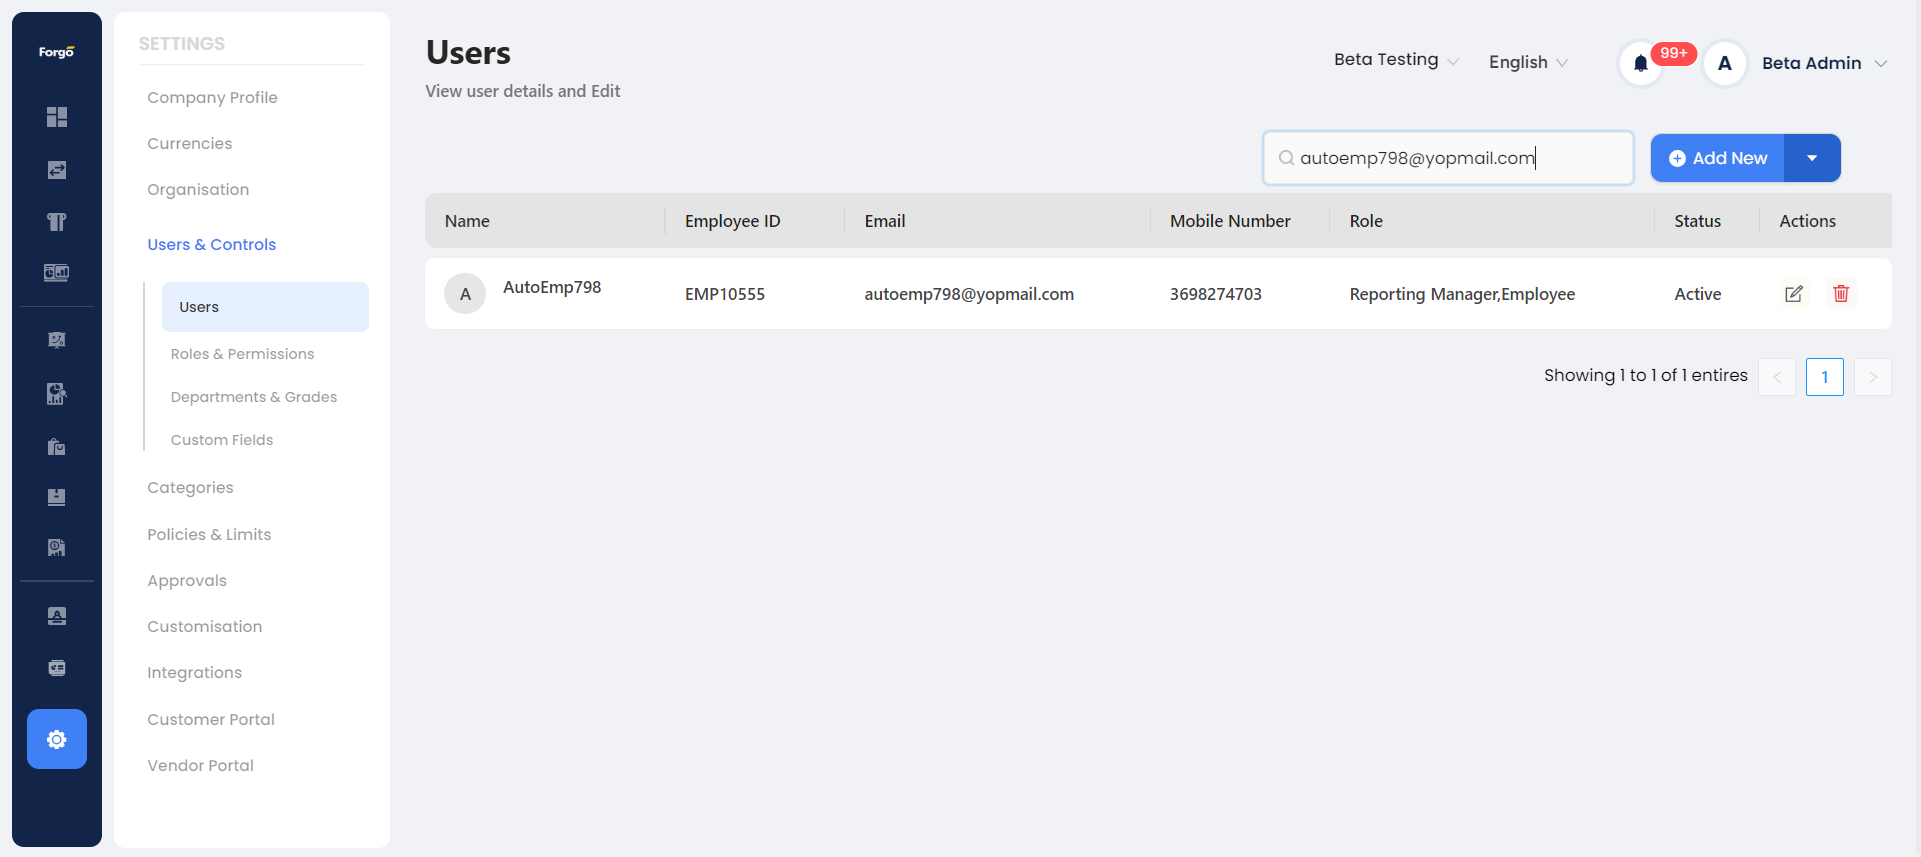 Forgo
SETTINGS
Company Profile
Currencies
Organisation
Users & Controls
Users
Roles & Permissions
Departments & Grades
Custom Fields
Categories
Policies & Limits
Approvals
Customisation
Integrations
Customer Portal
Vendor Portal
Users
View user details and Edit
Beta Testing
English
99+
A
Beta Admin
autoemp798@yopmail.com
Add New
Name Employee ID Email Mobile Number Role Status Actions
A AutoEmp798 EMP10555 autoemp798@yopmail.com 3698274703 Reporting Manager,Employee Active
Showing 1 to 1 of 1 entires < 1 >